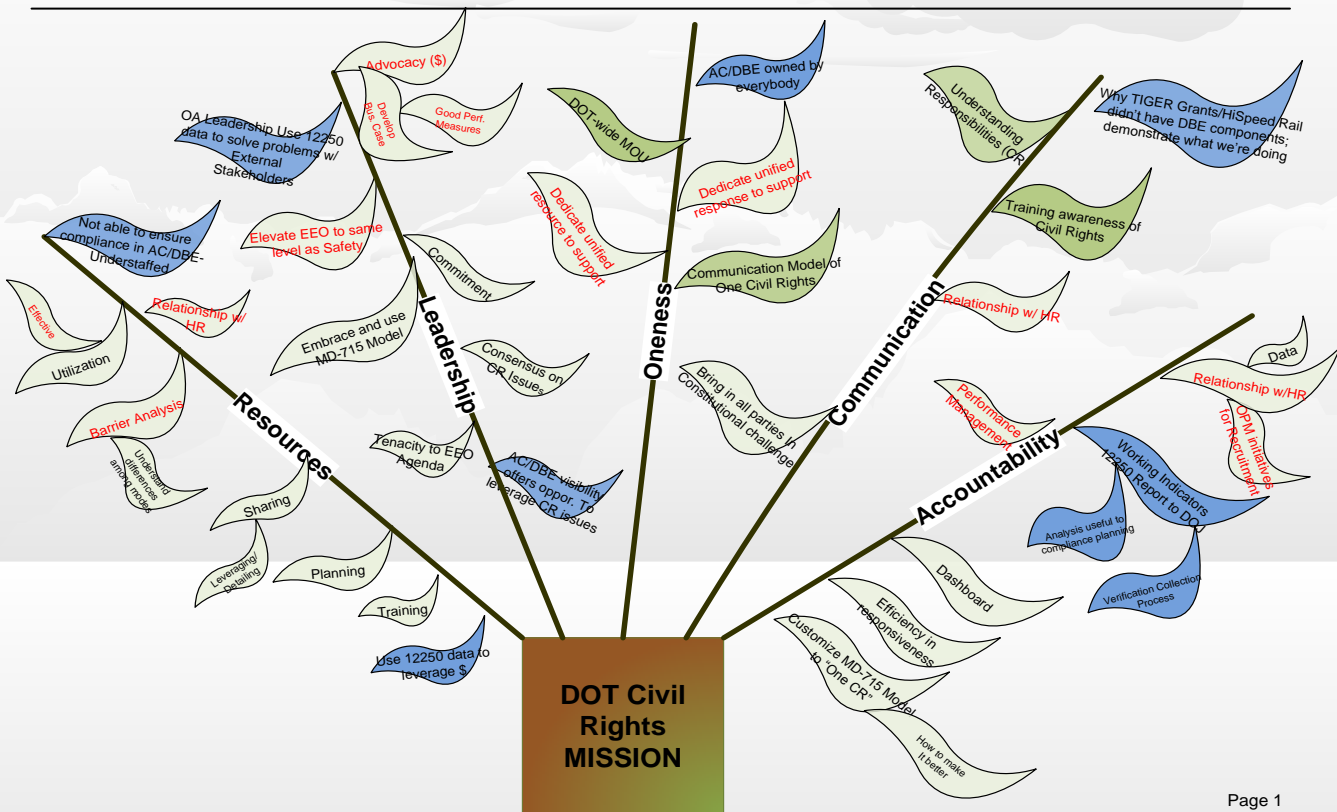 Advocacy ($)
Develop
Bus. Case
Good Perf.
Measures
OA Leadership Use 12250
data to solve problems w/
External
Stakeholders
Elevate EEO to same
level as Safety
Commitment
Embrace and use
MD-715 Model
Consensus on
CR Issues
Tenacity to EEO
Agenda
AC/DBE visibility
offers oppor. To
leverage CR issues
Leadership
Not able to ensure
compliance in AC/DBE-
Understaffed
Effective
Relationship w/
HR
Utilization
Barrier Analysis
Understand
differences
among modes
Sharing
Leveraging/
Detailing
Planning
Training
Use 12250 data to
leverage $
Resources
AC/DBE owned by
everybody
DOT-wide MOU
Dedicate unified
response to support
Dedicate unified
resource to support
Communication Model of
One Civil Rights
Oneness
Understanding
Responsibilities (CR
Why TIGER Grants/HiSpeed Rail
didn't have DBE components;
demonstrate what we're doing
Training awareness of
Civil Rights
Relationship w/ HR
Bring in all parties In
Constitutional challenge
Communication
Data
Relationship w/HR
OPM initiatives
for Recruitment
Performance
Management
Working Indicators
12250 Report to DOJ
Analysis useful to
compliance planning
Verification Collection
Process
Dashboard
Efficiency in
responsiveness
Customize MD-715 Model
to "One CR"
How to make
It better
Accountability
DOT Civil
Rights
MISSION
Page 1